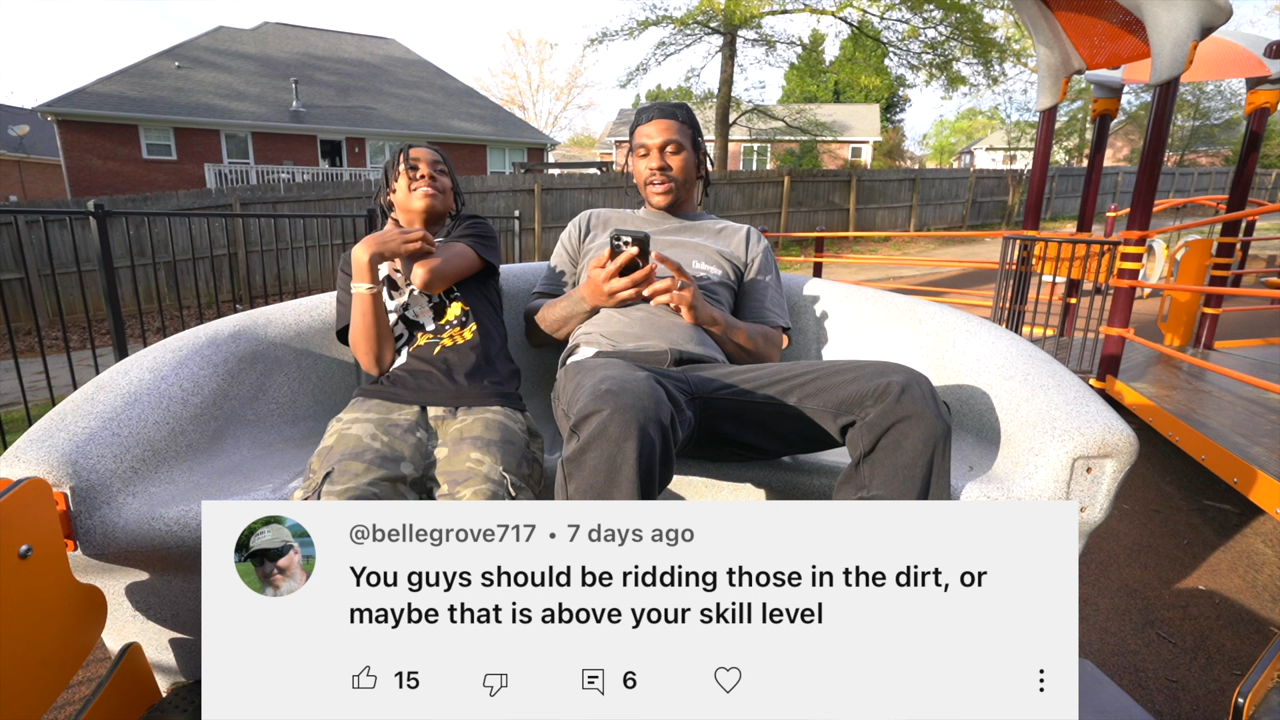 @bellegrove717 • 7 days ago
You guys should be ridding those in the dirt, or
maybe that is above your skill level
15
6